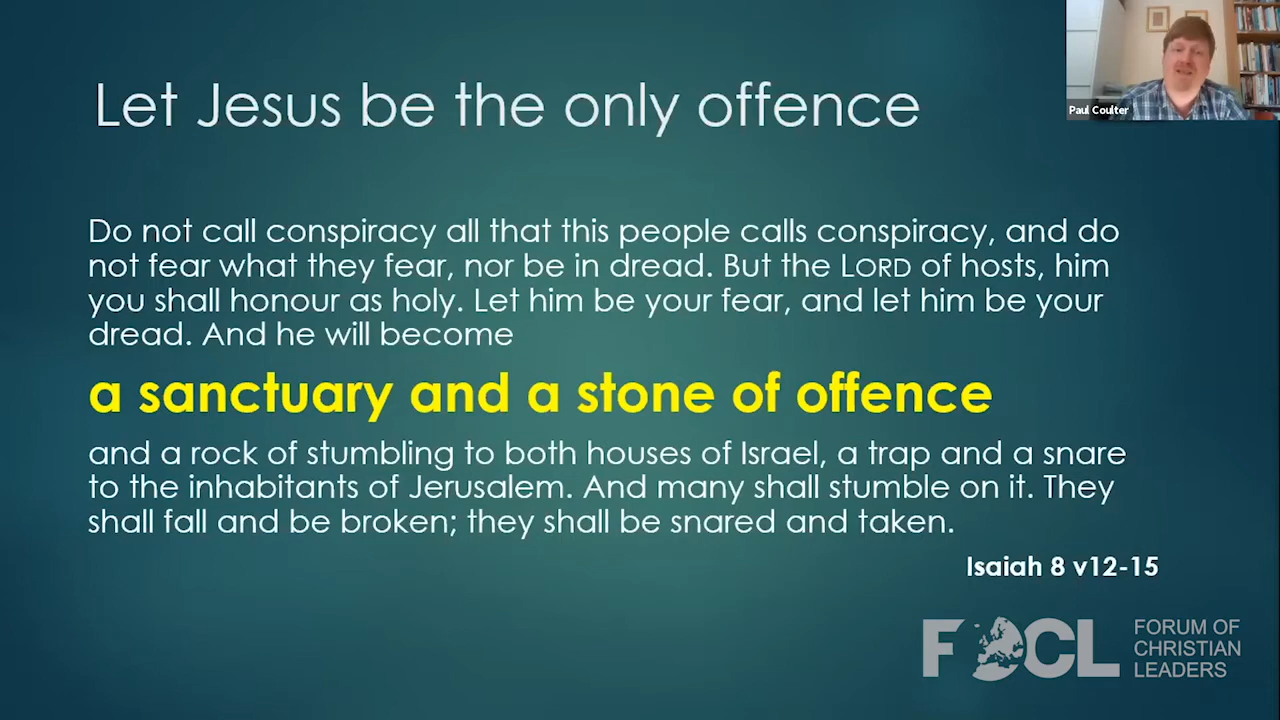 Let Jesus be the only offence
Paul Coulter
Do not call conspiracy all that this people calls conspiracy, and do
not fear what they fear, nor be in dread. But the LORD of hosts, him
you shall honour as holy. Let him be your fear, and let him be your
dread. And he will become
a sanctuary and a stone of offence
and a rock of stumbling to both houses of Israel, a trap and a snare
to the inhabitants of Jerusalem. And many shall stumble on it. They
shall fall and be broken; they shall be snared and taken.
Isaiah 8 v12-15
FOCL
FORUM OF
CHRISTIAN
LEADERS